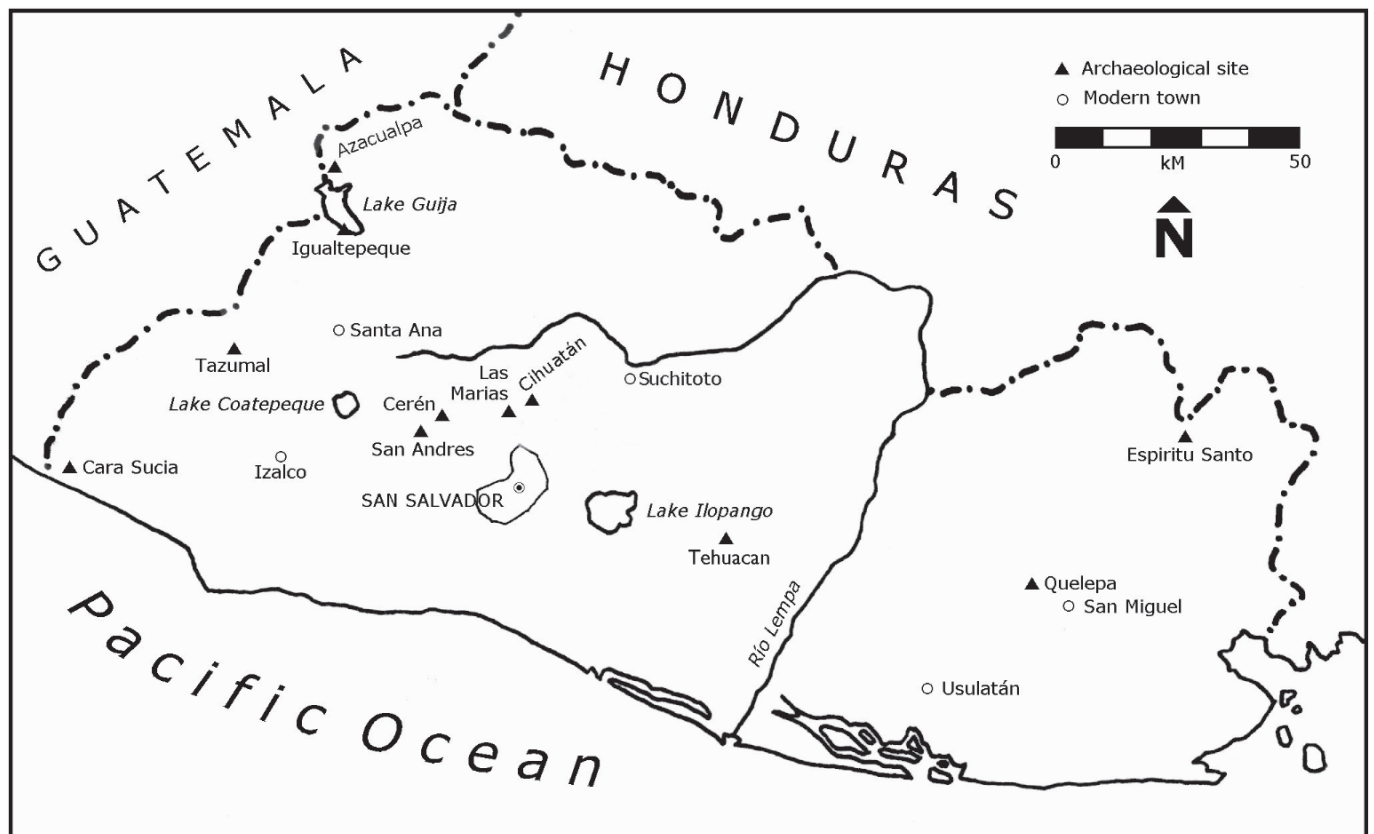 GUATEMALA
HONDURAS
Archaeological site
Modern town
0 50
kM
N
Azacualpa
Lake Guija
Igualtepeque
Santa Ana
Tazumal
Las
Marias
Cihuatán
Suchitoto
Lake Coatepeque
Cerén
San Andres
Espiritu Santo
Cara Sucia
Izalco
SAN SALVADOR
Lake Ilopango
Tehuacan
Quelepa
San Miguel
Río Lempa
Usulatán
Pacific Ocean